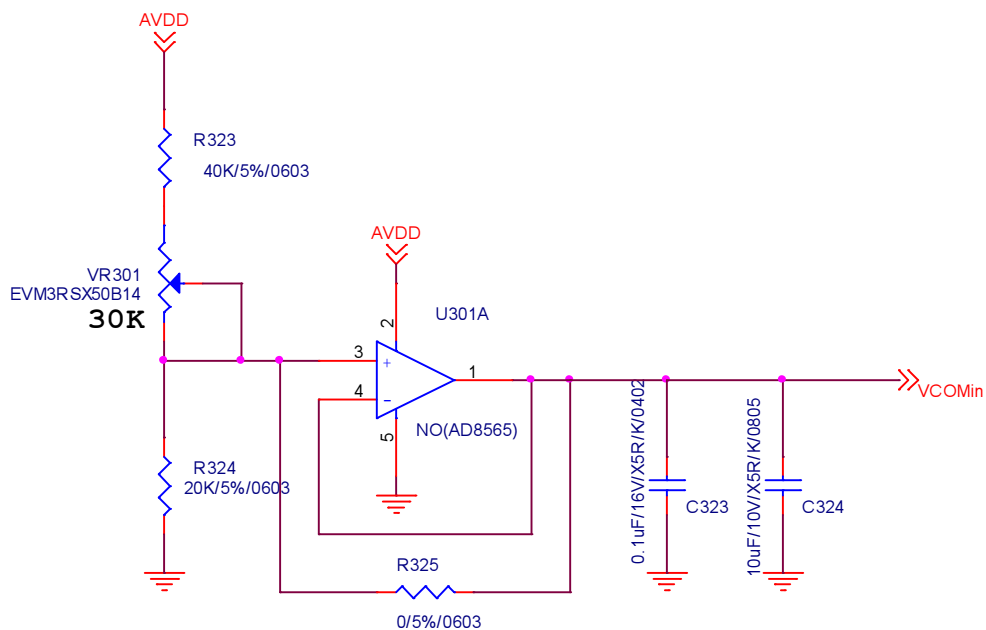 AVDD
R323
40K/5%/0603
AVDD
VR301
EVM3RSX50B14
30K
U301A
2
3
+
1
4
-
5
NO(AD8565)
VCOMin
R324
20K/5%/0603
0.1uF/16V/X5R/K/0402
C323
10uF/10V/X5R/K/0805
C324
R325
0/5%/0603